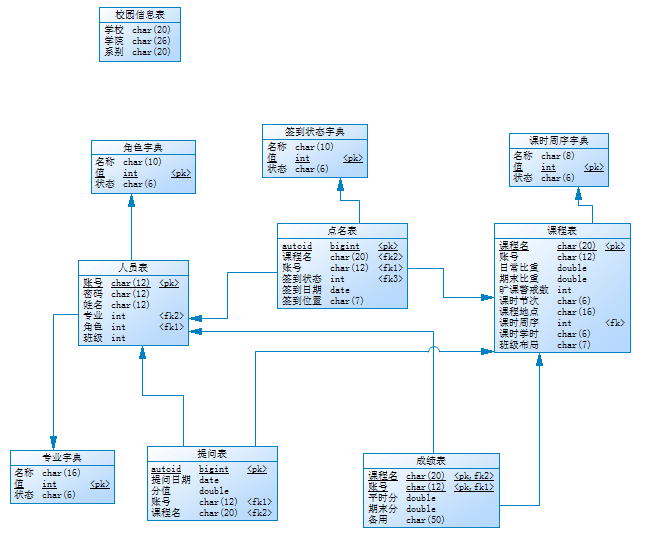 校园信息表
学校 char(20)
学院 char(26)
系别 char(20)
角色字典
名称 char(10)
值 int <pk>
状态 char(6)
签到状态字典
名称 char(10)
值 int <pk>
状态 char(6)
课时周序字典
名称 char(8)
值 int <pk>
状态 char(6)
人员表
账号 char(12) <pk>
密码 char(12)
姓名 char(12)
专业 int <fk2>
角色 int <fk1>
班级 int
点名表
autoid bigint <pk>
课程名 char(20) <fk2>
账号 char(12) <fk1>
签到状态 int <fk3>
签到日期 date
签到位置 char(7)
课程表
课程名 char(20) <pk>
账号 char(12)
日常比重 double
期末比重 double
旷课警戒数 int
课时节次 char(6)
课程地点 char(16)
课时周序 int <fk>
课时学时 char(6)
班级布局 char(7)
专业字典
名称 char(16)
值 int <pk>
状态 char(6)
提问表
autoid bigint <pk>
提问日期 date
分值 double
账号 char(12) <fk1>
课程名 char(20) <fk2>
成绩表
课程名 char(20) <pk,fk2>
账号 char(12) <pk,fk1>
平时分 double
期末分 double
备用 char(50)